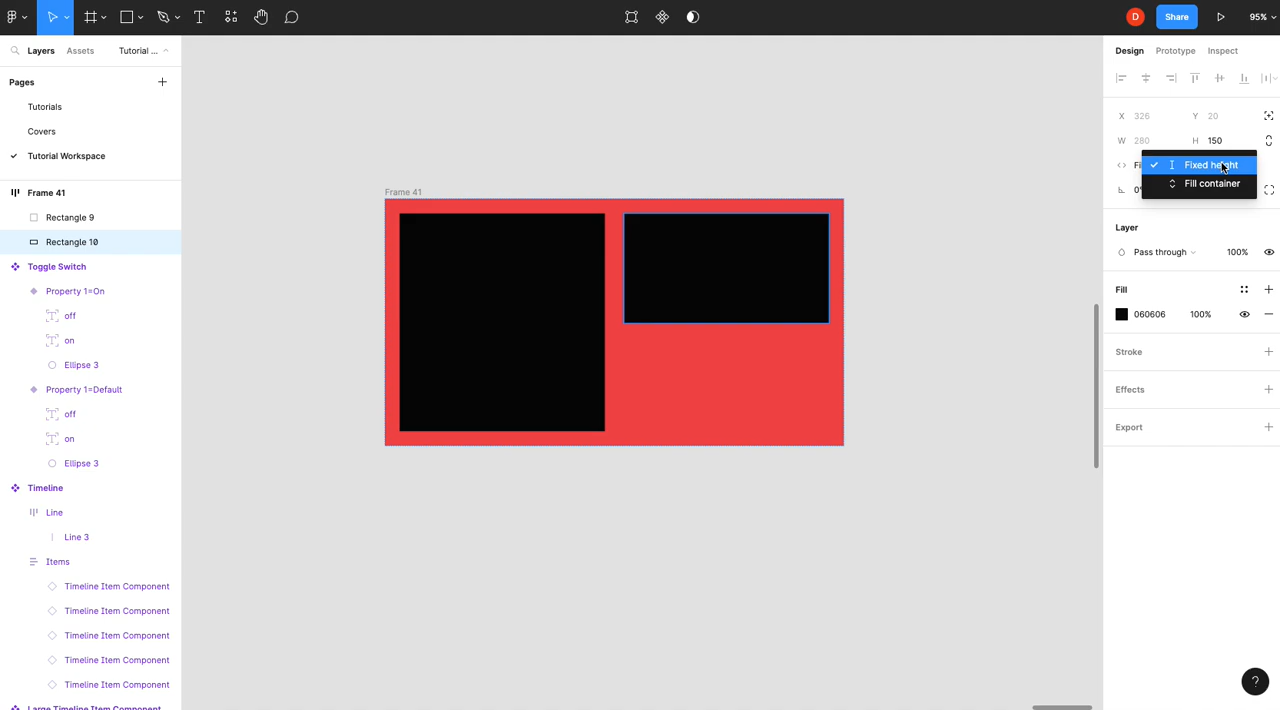 D Share 95%
Layers Assets Tutorial ...
Pages
Tutorials
Covers
Tutorial Workspace
Frame 41
Rectangle 9
Rectangle 10
Toggle Switch
Property 1=On
off
on
Ellipse 3
Property 1=Default
off
on
Ellipse 3
Timeline
Line
Line 3
Items
Timeline Item Component
Timeline Item Component
Timeline Item Component
Timeline Item Component
Timeline Item Component
Large Timeline Item Component
Frame 41
Design Prototype Inspect
X 326 Y 20
W 280 H 150
Fixed height
Fill container
Layer
Pass through 100%
Fill
060606 100%
Stroke
Effects
Export
?